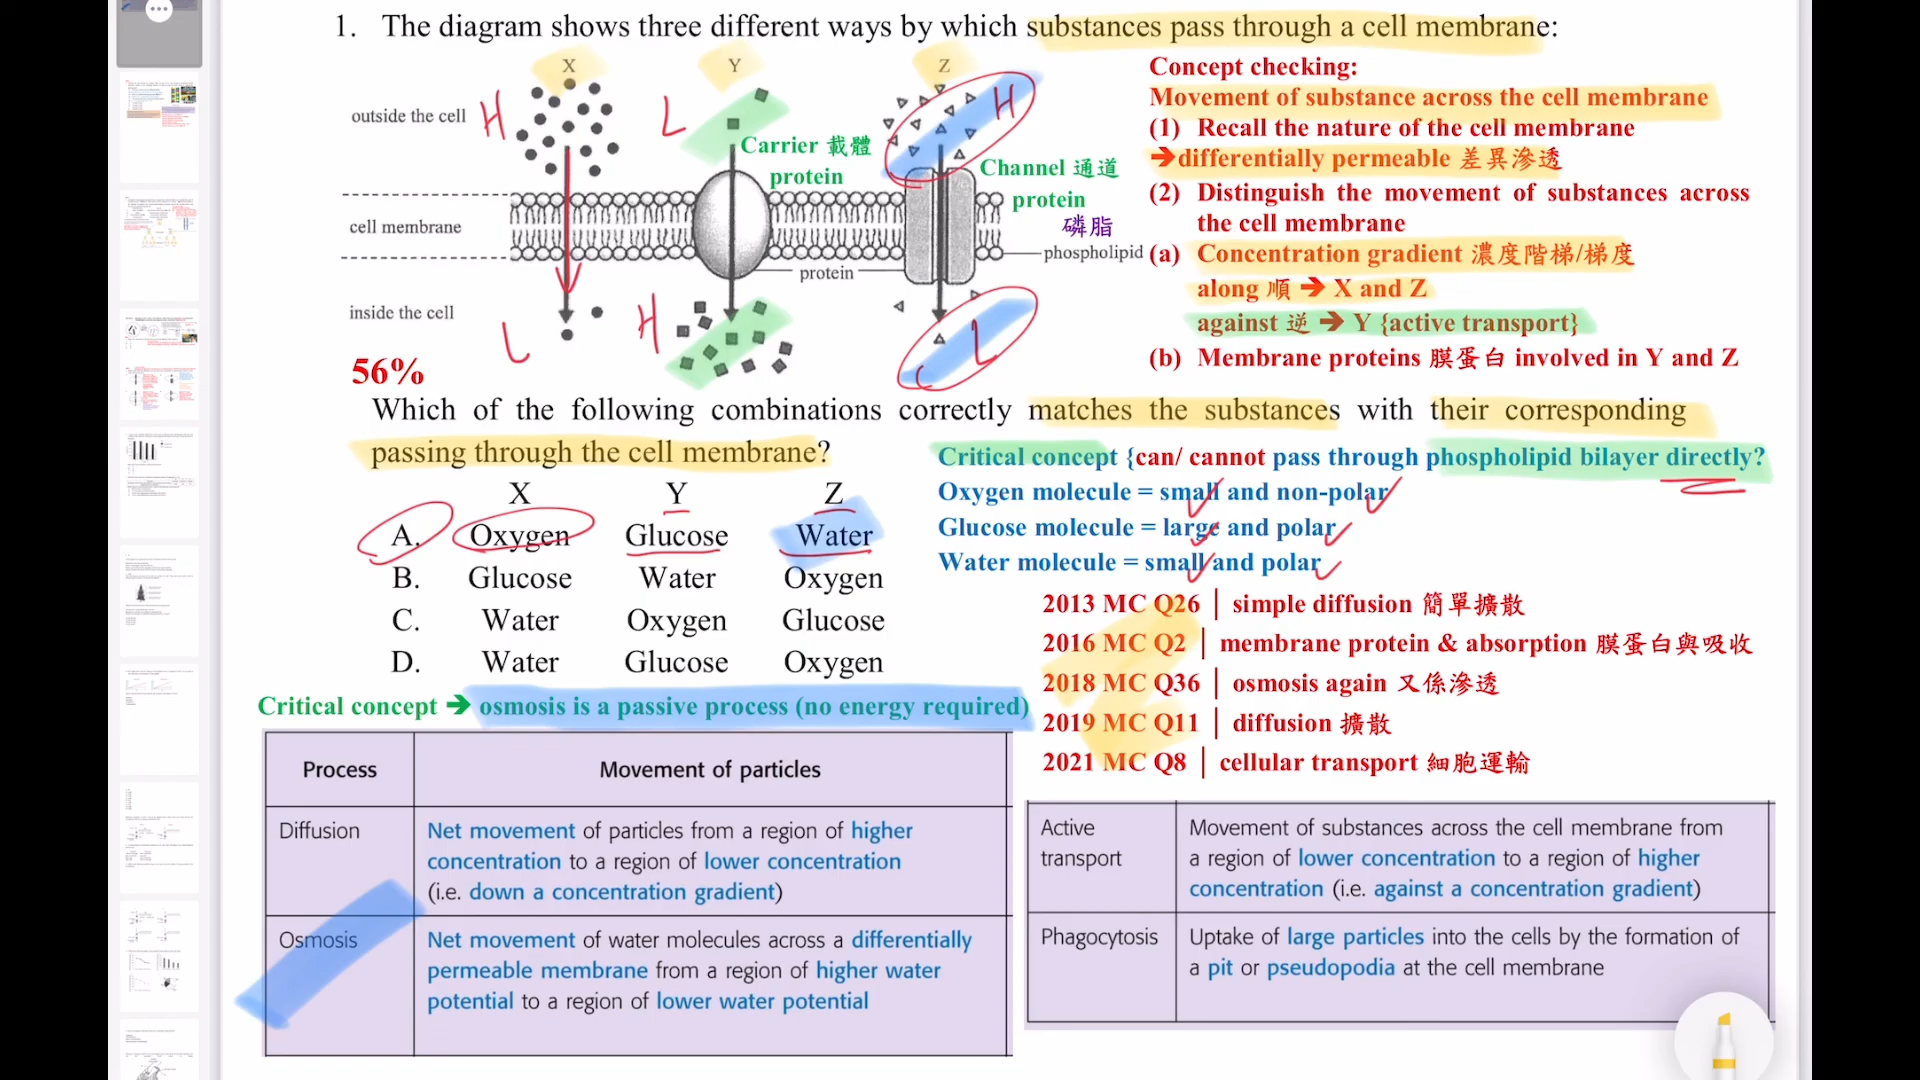 1. The diagram shows three different ways by which substances pass through a cell membrane:
X
Y
Z
outside the cell
H
L
H
Carrier 載體
protein
Channel 通道
protein
磷脂
cell membrane
phospholipid
protein
inside the cell
L
H
L
56%
Concept checking:
Movement of substance across the cell membrane
(1) Recall the nature of the cell membrane
➔differentially permeable 差異滲透
(2) Distinguish the movement of substances across
the cell membrane
(a) Concentration gradient 濃度階梯/梯度
along 順 ➔ X and Z
against 逆 ➔ Y {active transport}
(b) Membrane proteins 膜蛋白 involved in Y and Z
Which of the following combinations correctly matches the substances with their corresponding
passing through the cell membrane?
X Y Z
A. Oxygen Glucose Water
B. Glucose Water Oxygen
C. Water Oxygen Glucose
D. Water Glucose Oxygen
Critical concept {can/ cannot pass through phospholipid bilayer directly?
Oxygen molecule = small and non-polar
Glucose molecule = large and polar
Water molecule = small and polar
2013 MC Q26 | simple diffusion 簡單擴散
2016 MC Q2 | membrane protein & absorption 膜蛋白與吸收
2018 MC Q36 | osmosis again 又係滲透
2019 MC Q11 | diffusion 擴散
2021 MC Q8 | cellular transport 細胞運輸
Critical concept ➔ osmosis is a passive process (no energy required)
Process Movement of particles
Diffusion
Net movement of particles from a region of higher
concentration to a region of lower concentration
(i.e. down a concentration gradient)
Osmosis
Net movement of water molecules across a differentially
permeable membrane from a region of higher water
potential to a region of lower water potential
Active
transport
Movement of substances across the cell membrane from
a region of lower concentration to a region of higher
concentration (i.e. against a concentration gradient)
Phagocytosis
Uptake of large particles into the cells by the formation of
a pit or pseudopodia at the cell membrane